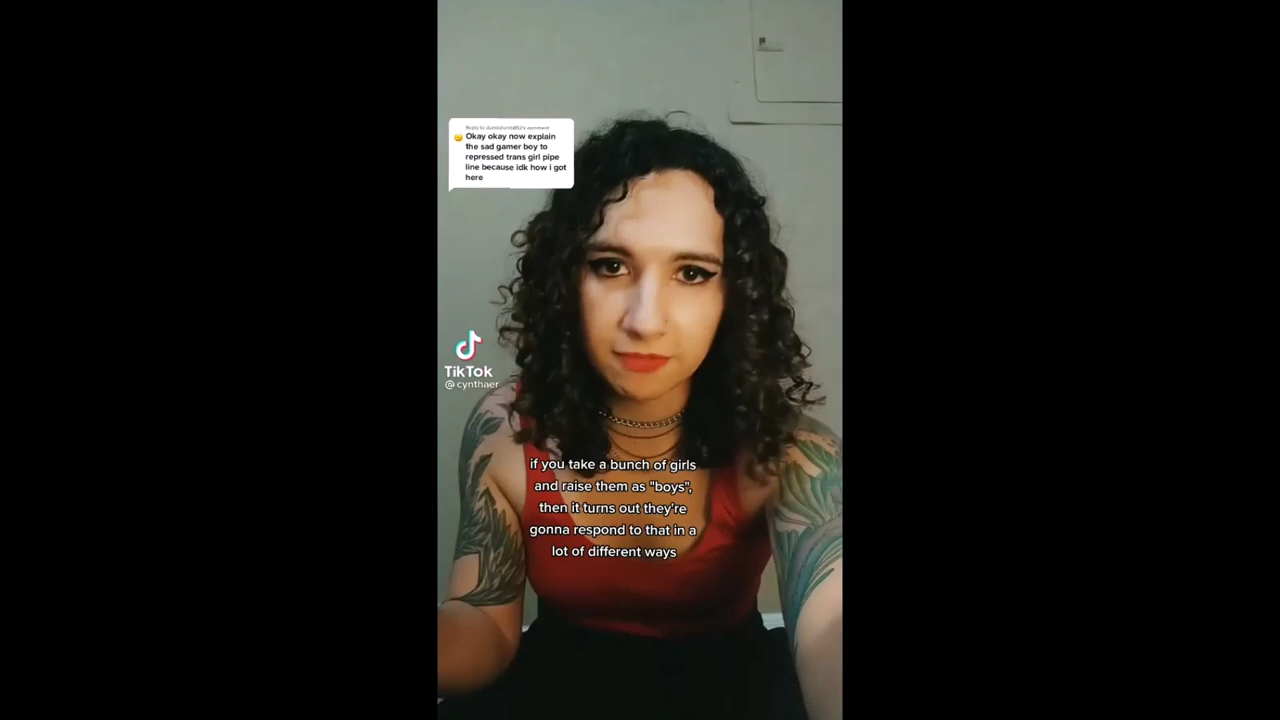 Okay okay now explain
the sad gamer boy to
repressed trans girl pipe
line because idk how i got
here
TikTok
@cynthaer
if you take a bunch of girls
and raise them as "boys",
then it turns out they're
gonna respond to that in a
lot of different ways